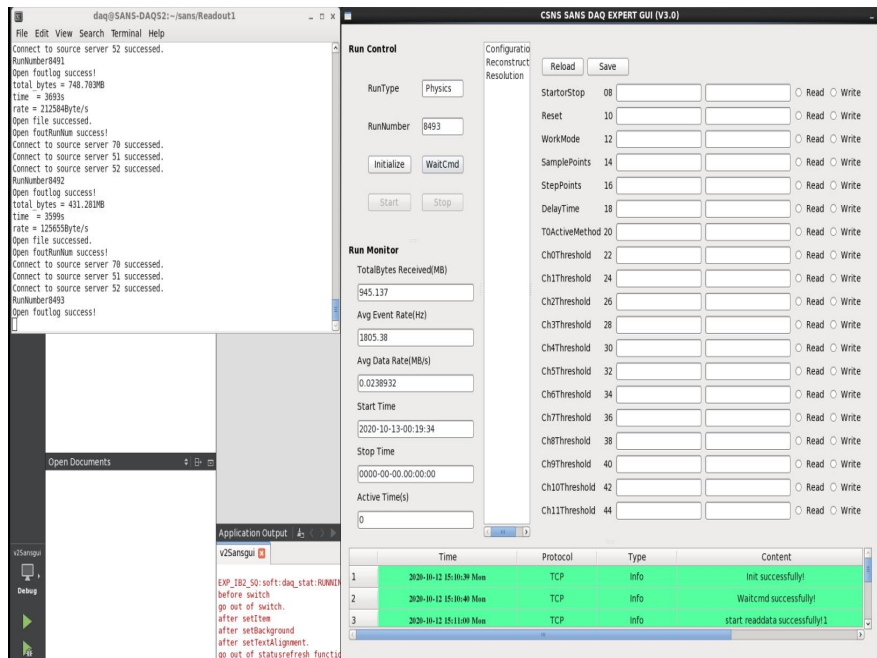 daq@SANS-DAQS2:~/sans/Readout1
File Edit View Search Terminal Help
Connect to source server 52 successed.
RunNumber8491
Open foutlog success!
total_bytes = 748.703MB
time = 3693s
rate = 212584Byte/s
Open file successed.
Open foutRunNum success!
Connect to source server 70 successed.
Connect to source server 51 successed.
Connect to source server 52 successed.
RunNumber8492
Open foutlog success!
total_bytes = 431.281MB
time = 3599s
rate = 125655Byte/s
Open file successed.
Open foutRunNum success!
Connect to source server 70 successed.
Connect to source server 51 successed.
Connect to source server 52 successed.
RunNumber8493
Open foutlog success!
Open Documents
Application Output
v2Sansgui
v2Sansgui
Debug
EXP_IB2_SQ:soft:daq_stat:RUNNIN
before switch
go out of switch.
after setItem
after setBackground
after setTextAlignment.
go out of statusrefresh functio
CSNS SANS DAQ EXPERT GUI (V3.0)
Run Control
RunType Physics
RunNumber 8493
Initialize WaitCmd
Start Stop
Run Monitor
TotalBytes Received(MB)
945.137
Avg Event Rate(Hz)
1805.38
Avg Data Rate(MB/s)
0.0238932
Start Time
2020-10-13-00:19:34
Stop Time
0000-00-00.00:00:00
Active Time(s)
0
Configuratio
Reconstruct
Resolution
Reload Save
StartorStop 08 Read Write
Reset 10 Read Write
WorkMode 12 Read Write
SamplePoints 14 Read Write
StepPoints 16 Read Write
DelayTime 18 Read Write
T0ActiveMethod 20 Read Write
Ch0Threshold 22 Read Write
Ch1Threshold 24 Read Write
Ch2Threshold 26 Read Write
Ch3Threshold 28 Read Write
Ch4Threshold 30 Read Write
Ch5Threshold 32 Read Write
Ch6Threshold 34 Read Write
Ch7Threshold 36 Read Write
Ch8Threshold 38 Read Write
Ch9Threshold 40 Read Write
Ch10Threshold 42 Read Write
Ch11Threshold 44 Read Write
Time Protocol Type Content
1 2020-10-12 15:10:39 Mon TCP Info Init successfully!
2 2020-10-12 15:10:40 Mon TCP Info Waitcmd successfully!
3 2020-10-12 15:11:00 Mon TCP Info start readdata successfully!1